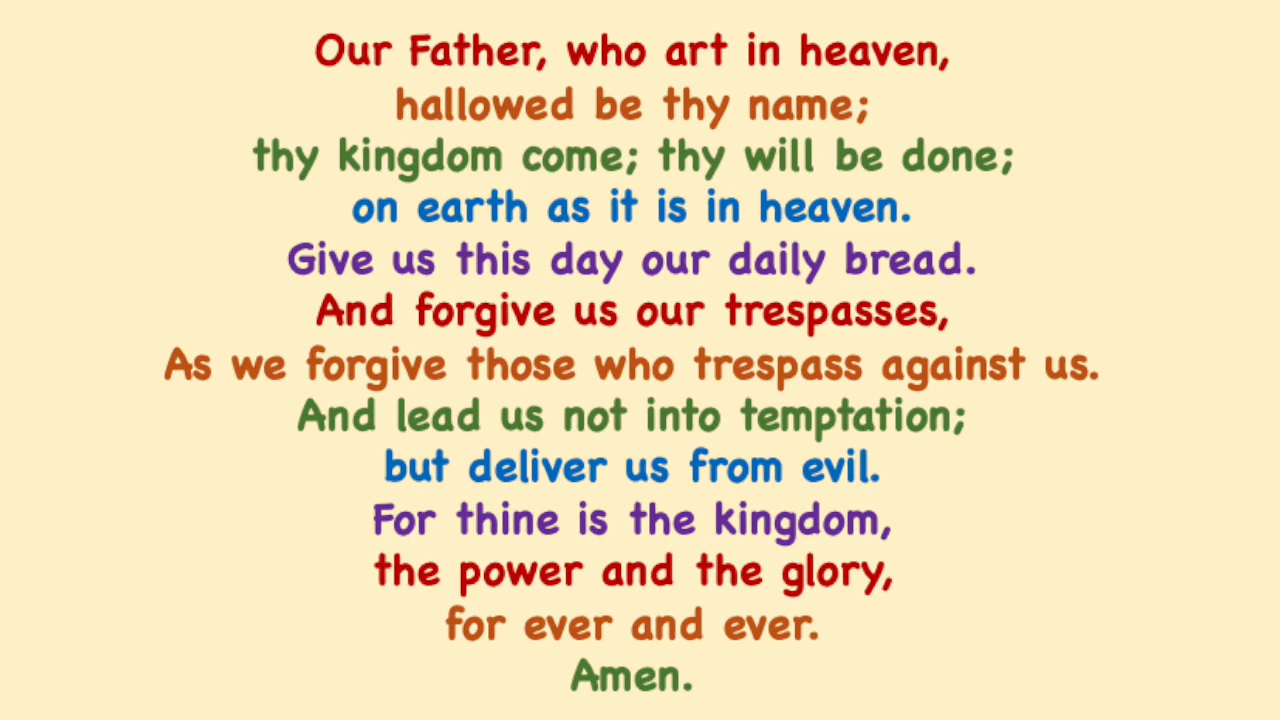 Our Father, who art in heaven,
hallowed be thy name;
thy kingdom come; thy will be done;
on earth as it is in heaven.
Give us this day our daily bread.
And forgive us our trespasses,
As we forgive those who trespass against us.
And lead us not into temptation;
but deliver us from evil.
For thine is the kingdom,
the power and the glory,
for ever and ever.
Amen.